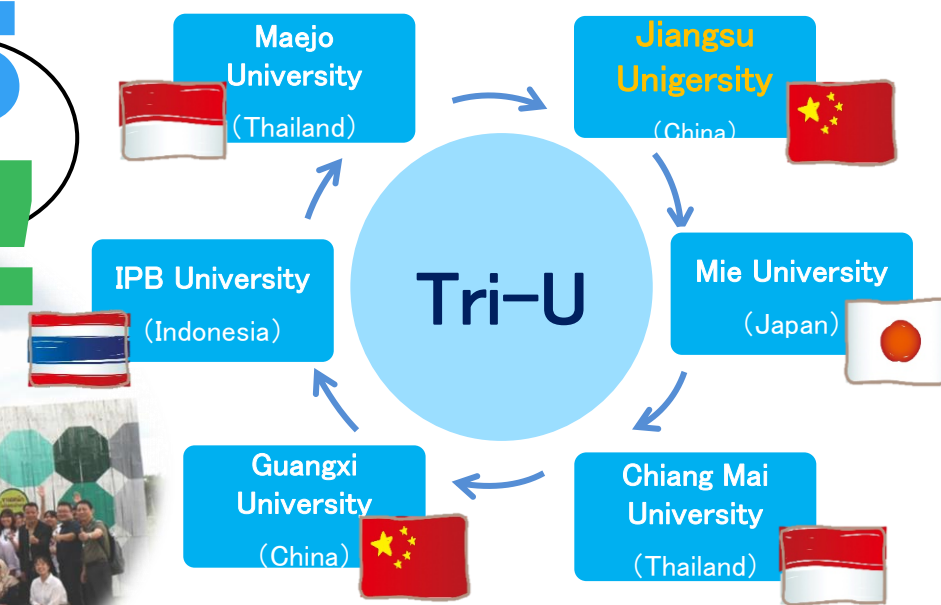 Maejo
University
（Thailand）
Jiangsu
Unigersity
（China）
Mie University
（Japan）
Chiang Mai
University
（Thailand）
Guangxi
University
（China）
IPB University
（Indonesia）
Tri-U